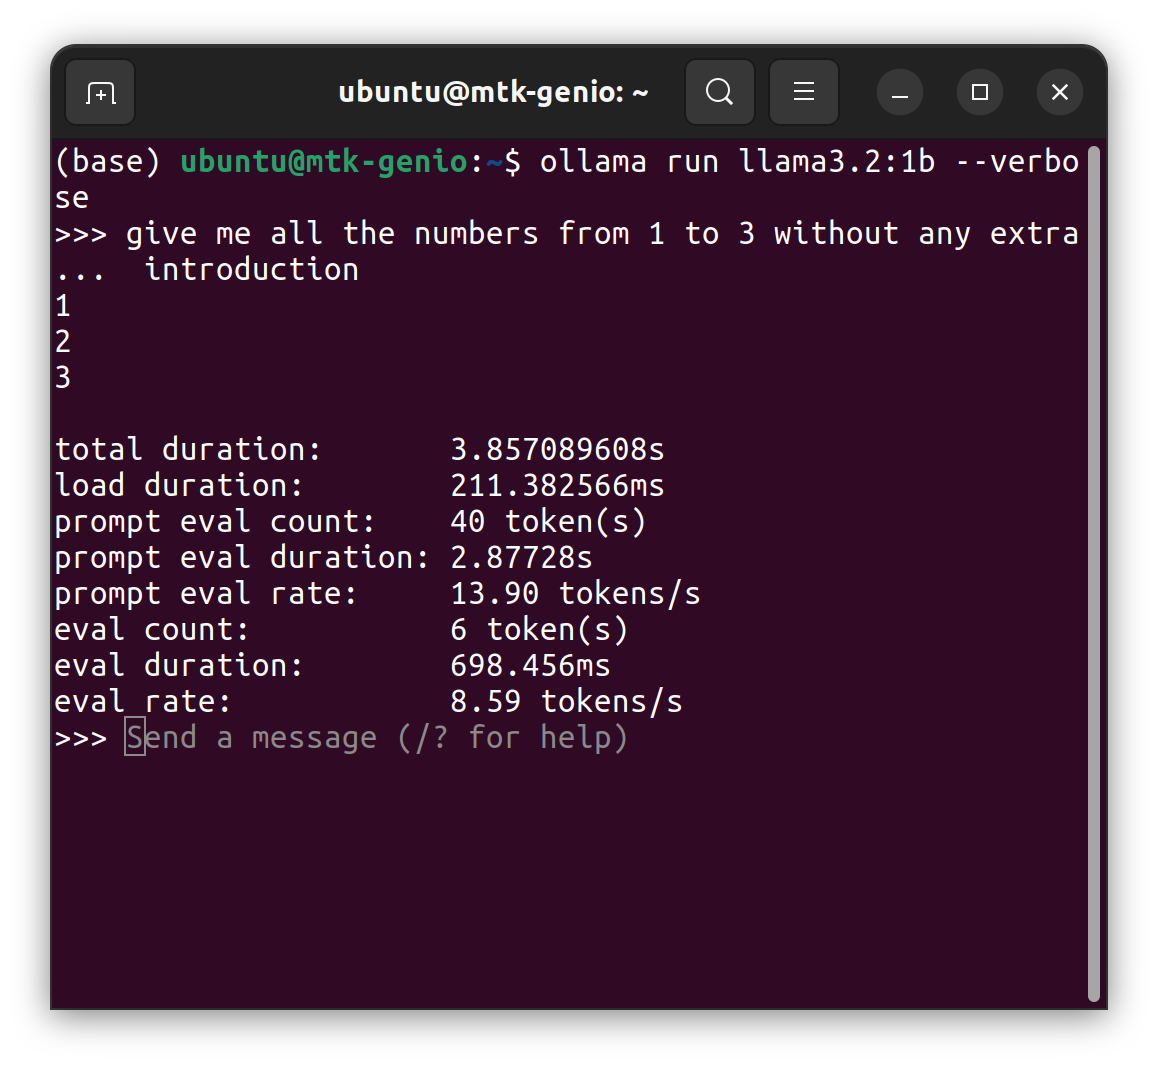 ubuntu@mtk-genio: ~
(base) ubuntu@mtk-genio:~$ ollama run llama3.2:1b --verbo
se
>>> give me all the numbers from 1 to 3 without any extra
...  introduction
1
2
3
total duration:       3.857089608s
load duration:        211.382566ms
prompt eval count:    40 token(s)
prompt eval duration: 2.87728s
prompt eval rate:     13.90 tokens/s
eval count:           6 token(s)
eval duration:        698.456ms
eval rate:            8.59 tokens/s
>>> Send a message (/? for help)